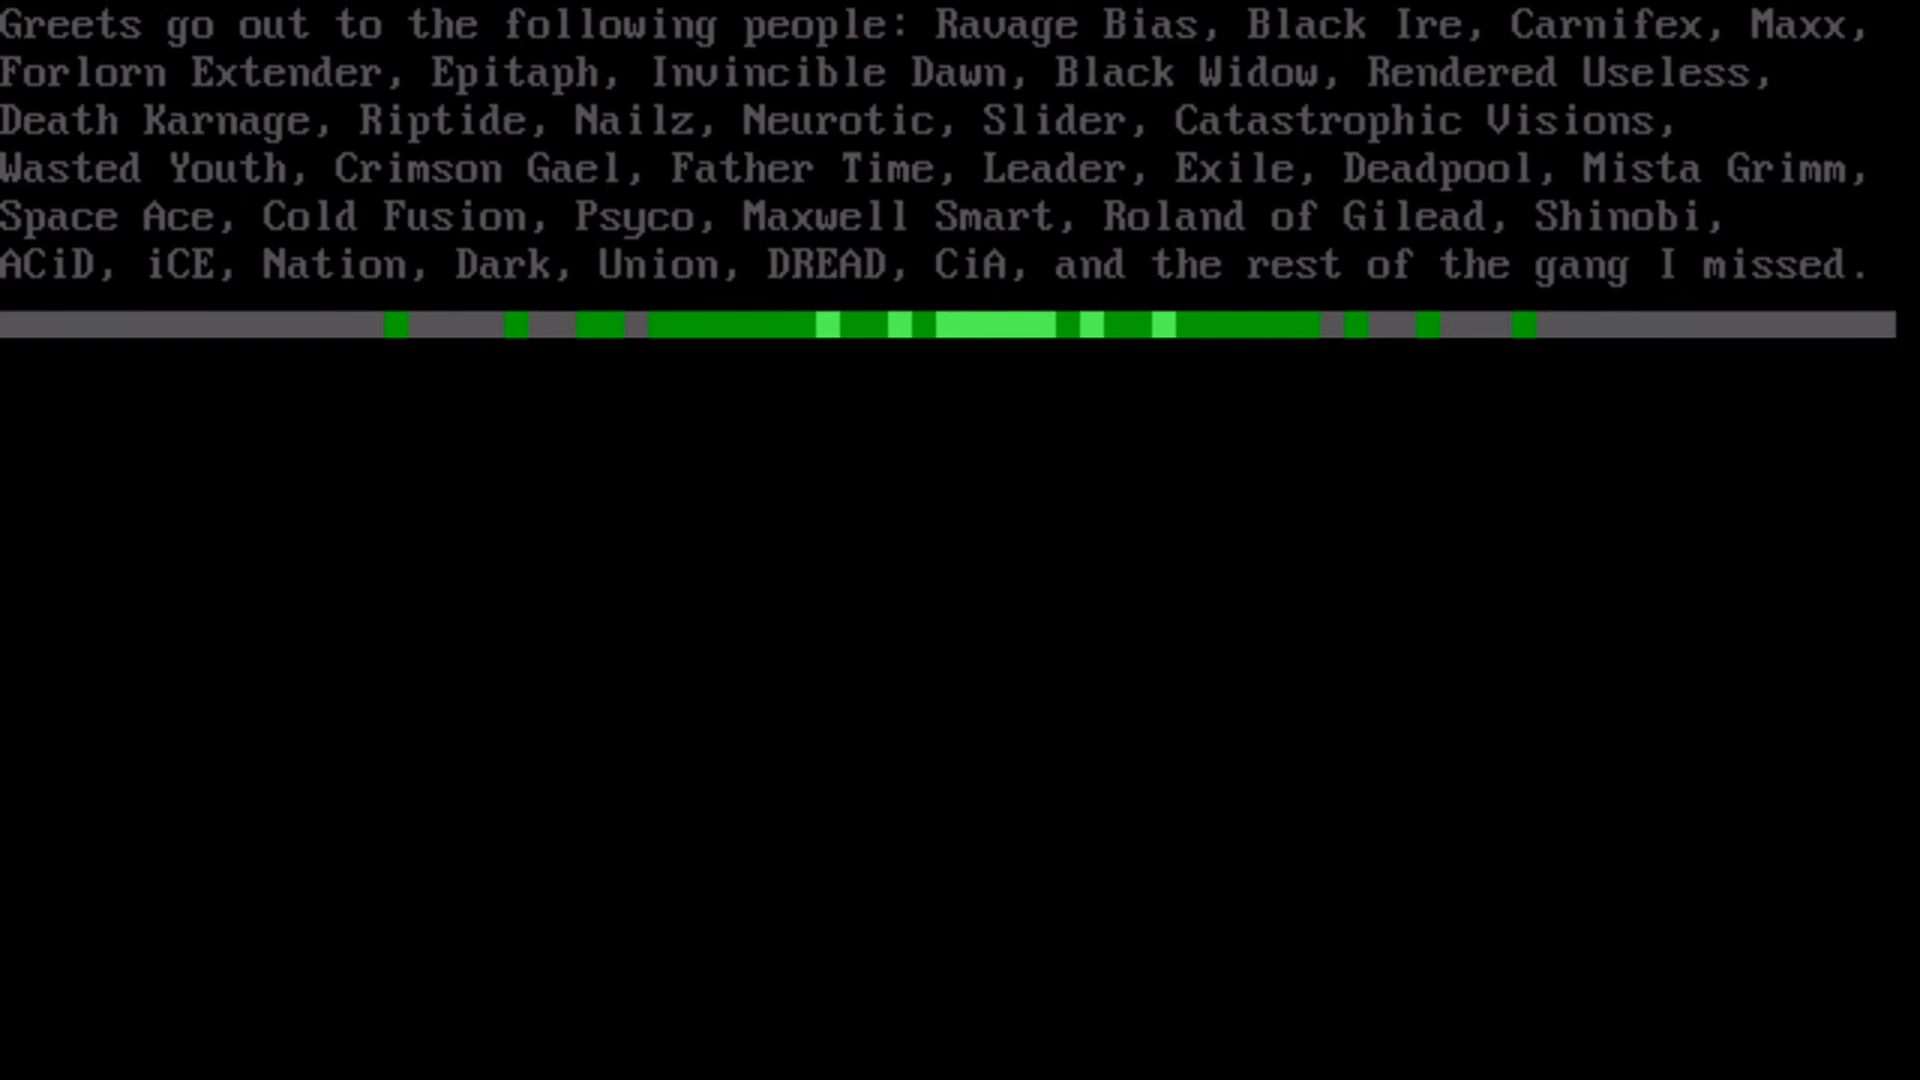 Greets go out to the following people: Ravage Bias, Black Ire, Carnifex, Maxx,
Forlorn Extender, Epitaph, Invincible Dawn, Black Widow, Rendered Useless,
Death Karnage, Riptide, Nailz, Neurotic, Slider, Catastrophic Visions,
Wasted Youth, Crimson Gael, Father Time, Leader, Exile, Deadpool, Mista Grimm,
Space Ace, Cold Fusion, Psyco, Maxwell Smart, Roland of Gilead, Shinobi,
ACiD, iCE, Nation, Dark, Union, DREAD, CiA, and the rest of the gang I missed.